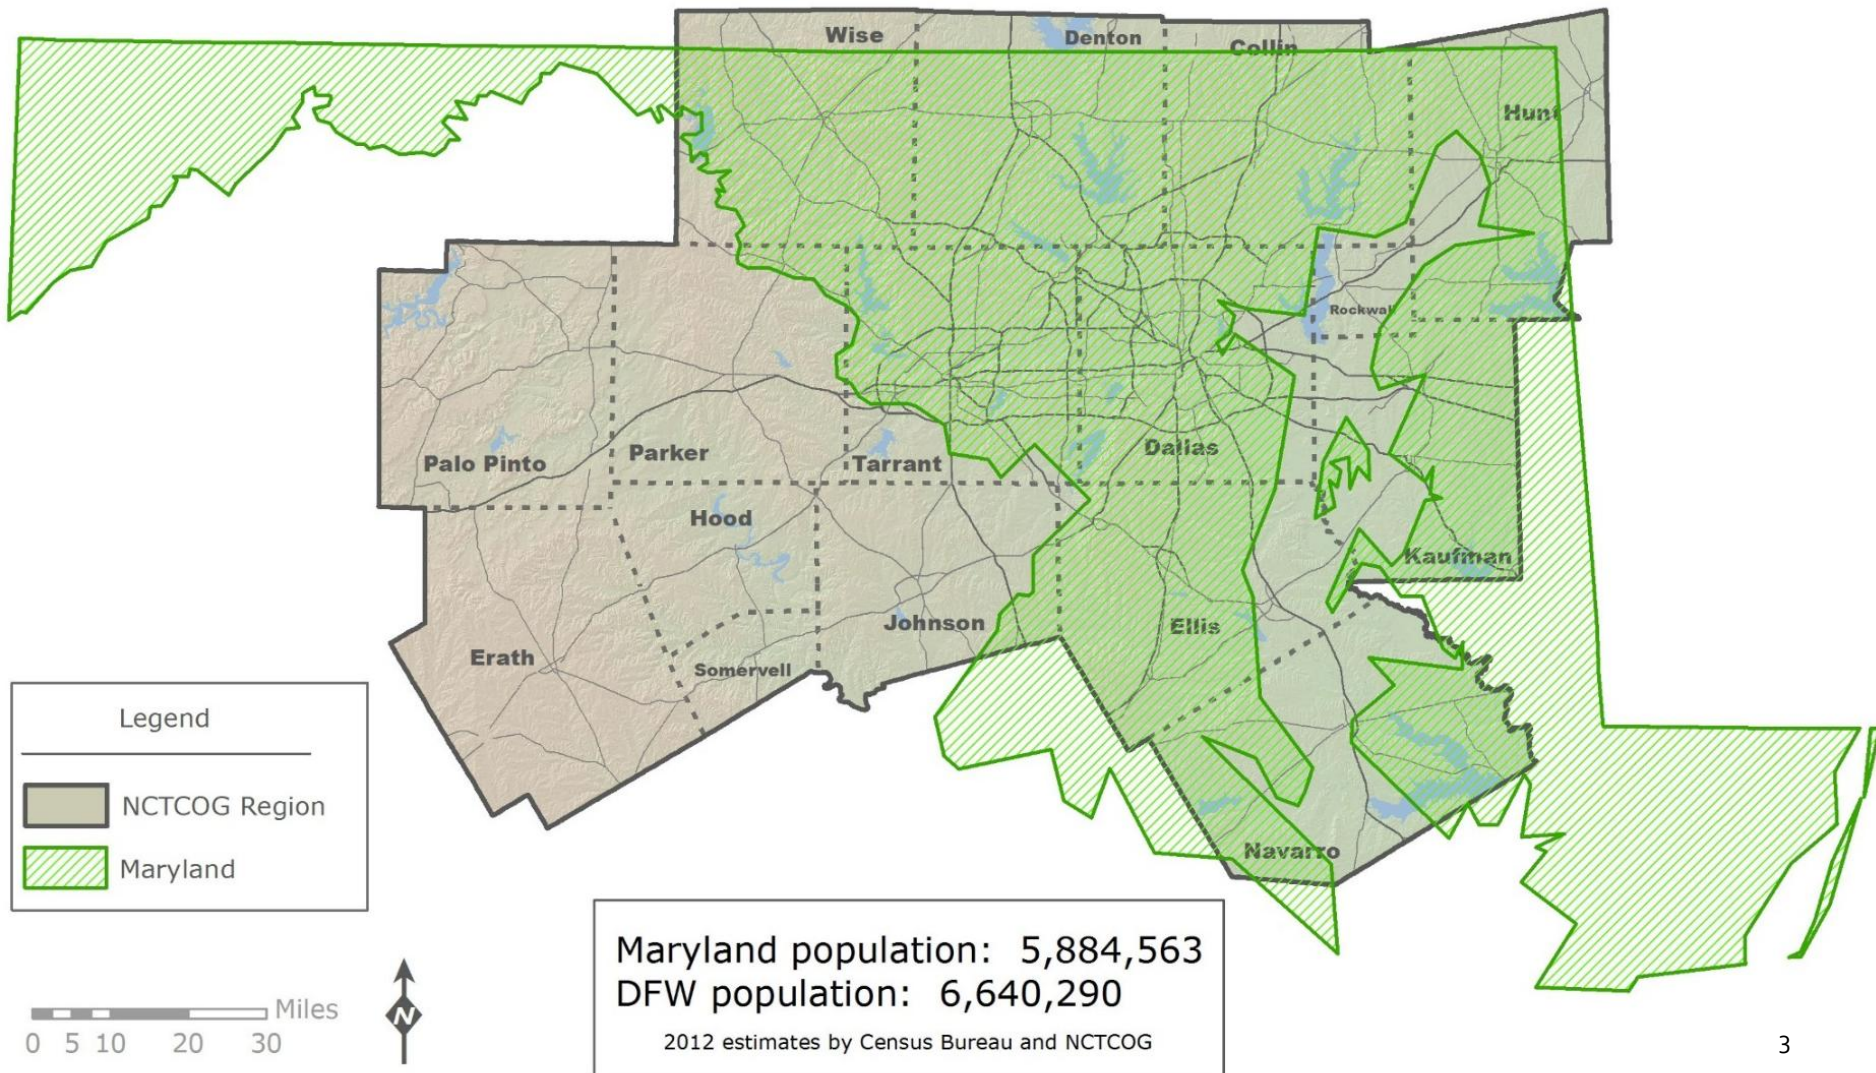 Wise
Denton
Collin
Hunt
Rockwall
Palo Pinto
Parker
Tarrant
Dallas
Hood
Kaufman
Johnson
Ellis
Erath
Somervell
Navarro
Legend
NCTCOG Region
Maryland
Miles
0 5 10 20 30
N
Maryland population: 5,884,563
DFW population: 6,640,290
2012 estimates by Census Bureau and NCTCOG
3